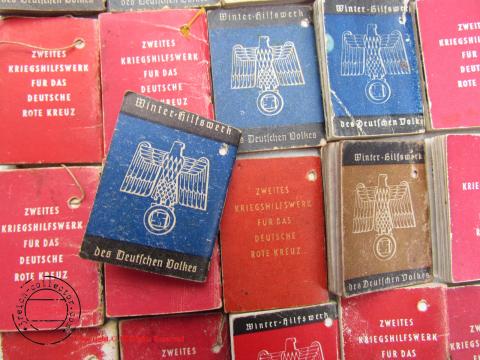 ZWEITES
KRIEGSHILFSWERK
FÜR DAS
DEUTSCHE
ROTE KREUZ
ZWEITES
KRIEGSHILFSWERK
FÜR DAS
DEUTSCHE
ROTE KREUZ
Winter-Hilfswerk
des Deutschen Volkes
Winter-Hilfswerk
des Deutschen Volkes
Winter-Hilfswerk
des Deutschen Volkes
ZWEITES
KRIEGSHILFSWERK
FÜR DAS
DEUTSCHE
ROTE KREUZ
ZWEITES
KRIEGSHILFSWERK
FÜR DAS
DEUTSCHE
ROTE KREUZ
Winter-Hilfswerk
des Deutschen Volkes
ZWEITES
Winter-Hilfswerk
ZWEITES
KRIEGSHILFSWERK
FÜR DAS